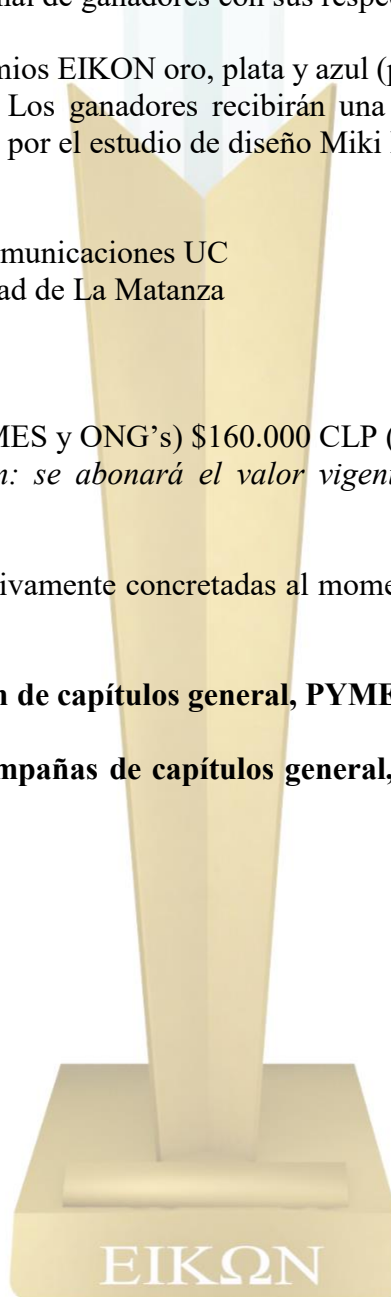 nal de ganadores con sus respec
mios EIKON oro, plata y azul (p
Los ganadores recibirán una
por el estudio de diseño Miki
municaciones UC
ad de La Matanza
MES y ONG’s) $160.000 CLP (
n: se abonará el valor vigent
ivamente concretadas al mome
n de capítulos general, PYME
mpañas de capítulos general,
EIKΩN